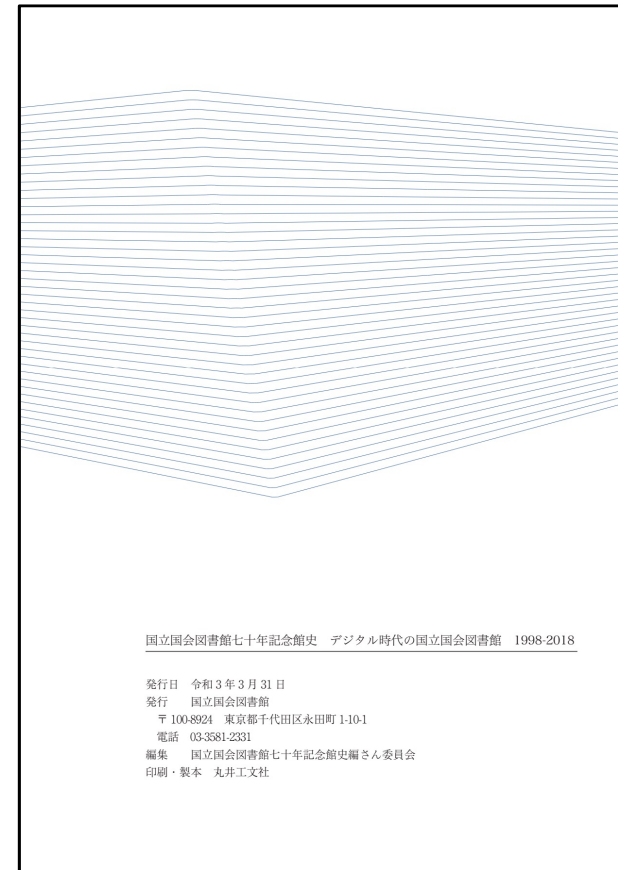 国立国会図書館七十年記念館史　デジタル時代の国立国会図書館　1998-2018
発行日　令和3年3月31日
発行　　国立国会図書館
〒100-8924　東京都千代田区永田町1-10-1
電話　03-3581-2331
編集　　国立国会図書館七十年記念館史編さん委員会
印刷・製本　丸井工文社